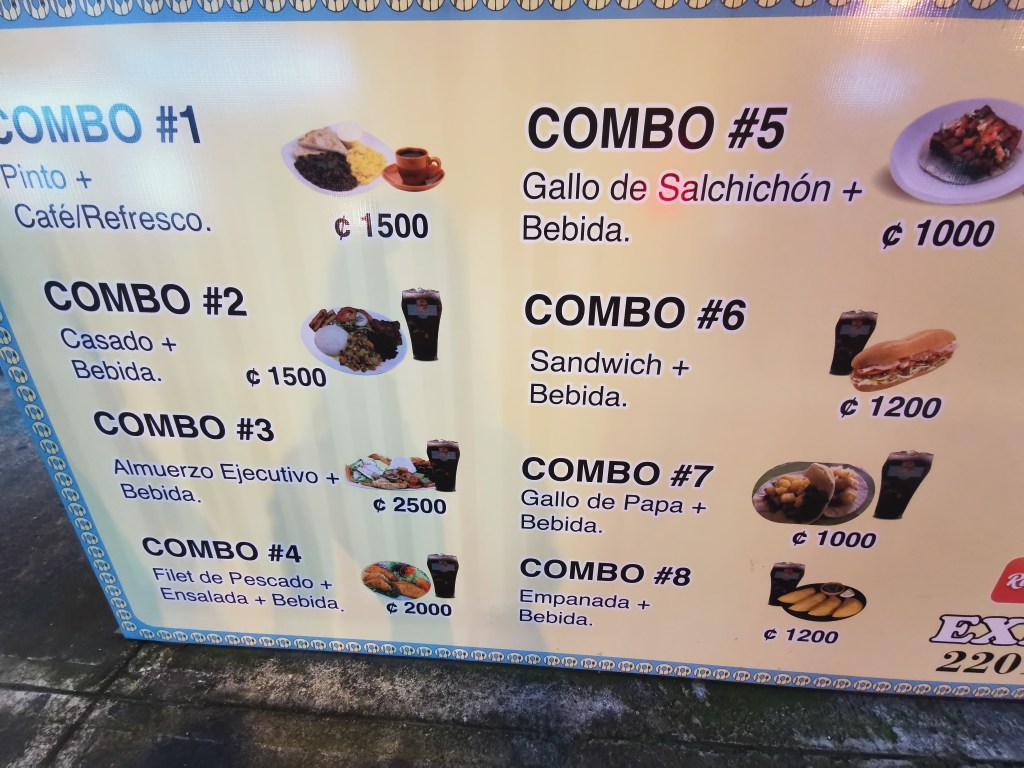 COMBO #1
Pinto +
Café/Refresco.
₡ 1500
COMBO #2
Casado +
Bebida.
₡ 1500
COMBO #3
Almuerzo Ejecutivo +
Bebida.
₡ 2500
COMBO #4
Filet de Pescado +
Ensalada + Bebida.
₡ 2000
COMBO #5
Gallo de Salchichón +
Bebida.
₡ 1000
COMBO #6
Sandwich +
Bebida.
₡ 1200
COMBO #7
Gallo de Papa +
Bebida.
₡ 1000
COMBO #8
Empanada +
Bebida.
₡ 1200